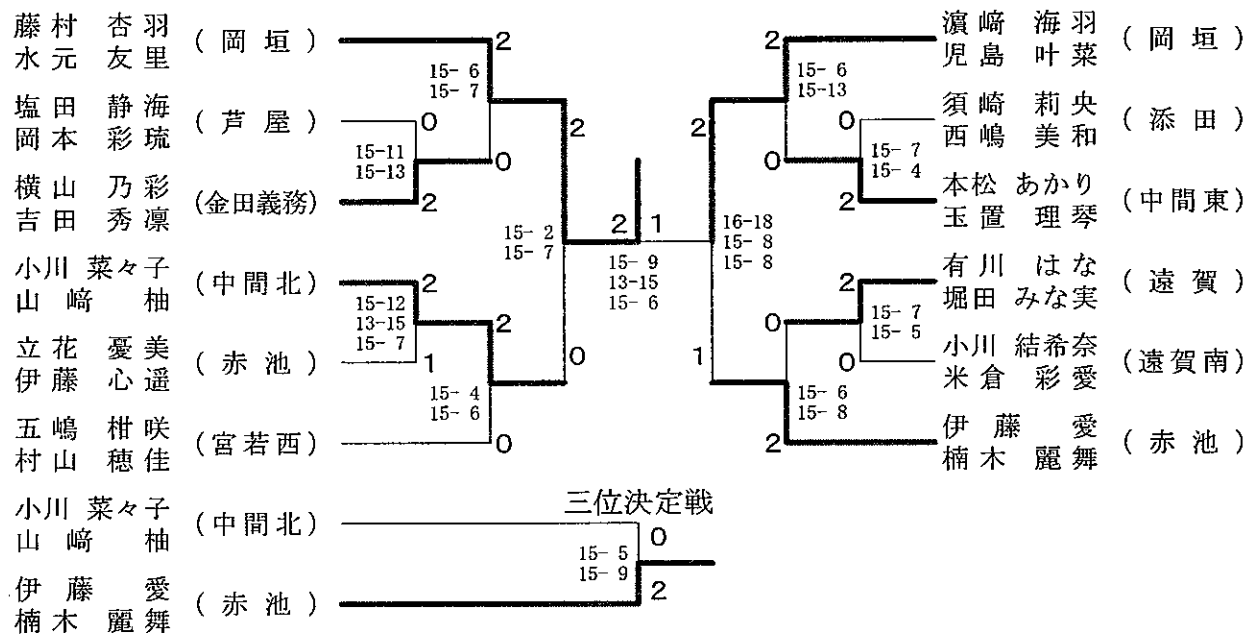 藤村 杏羽
水元 友里
(岡垣)
塩田 静海
岡本 彩琉
(芦屋)
横山 乃彩
吉田 秀凛
(金田義務)
小川 菜々子
山﨑 柚
(中間北)
立花 憂美
伊藤 心遥
(赤池)
五嶋 柑咲
村山 穂佳
(宮若西)
2
15- 6
15- 7
0
0
15-11
15-13
2
2
15- 2
15- 7
0
2
15-12
13-15
15- 7
1
2
15- 4
15- 6
0
2 1
15- 9
13-15
15- 6
2
16-18
15- 8
15- 8
1
2
15- 6
15-13
0
0
15- 7
15- 4
2
2
15- 7
15- 5
0
0
15- 6
15- 8
2
濵﨑 海羽
児島 叶菜
(岡垣)
須崎 莉央
西嶋 美和
(添田)
本松 あかり
玉置 理琴
(中間東)
有川 はな
堀田 みな実
(遠賀)
小川 結希奈
米倉 彩愛
(遠賀南)
伊藤 愛
楠木 麗舞
(赤池)
三位決定戦
小川 菜々子
山﨑 柚
(中間北)
0
15- 5
15- 9
2
伊藤 愛
楠木 麗舞
(赤池)